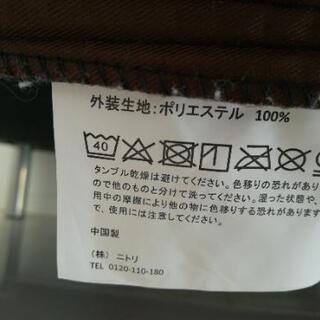 外装生地：ポリエステル 100%
40
タンブル乾燥は避けてください。色移りの恐れがあり
ので他のものと分けて洗ってください。湿った状態や、
用中の摩擦により他の物に色移りする恐れがあります
で、使用には注意してください。
中国製
（株） ニトリ
TEL 0120-110-180